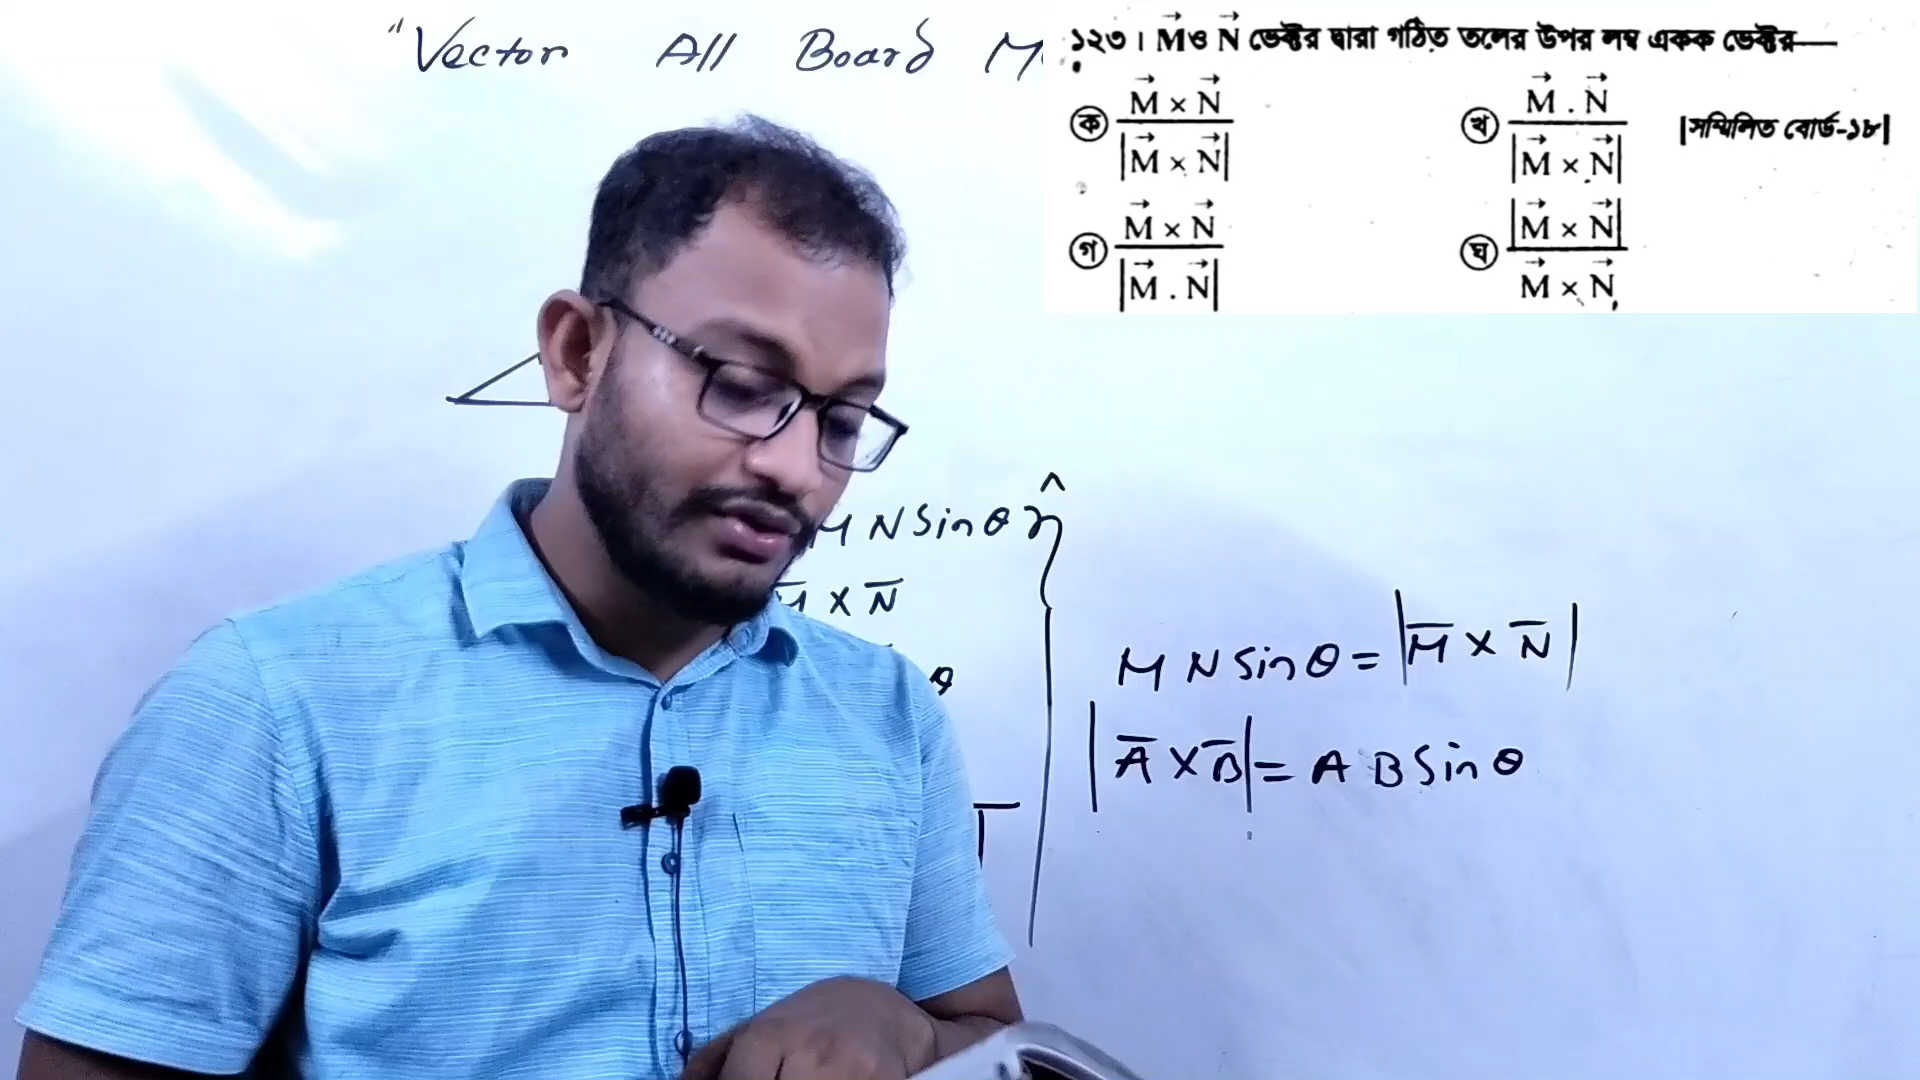 "Vector All Board
১২৩। M⃗ ও N⃗ ভেক্টর দ্বারা গঠিত তলের উপর লম্ব একক ভেক্টর—
ক (M⃗ × N⃗) / |M⃗ × N⃗|
খ (M⃗ . N⃗) / |M⃗ × N⃗|
[সম্মিলিত বোর্ড-১৮]
গ (M⃗ × N⃗) / |M⃗ . N⃗|
ঘ |M⃗ × N⃗| / (M⃗ × N⃗)
M N Sin θ η̂
M̅ × N̅
θ
M N Sin θ = |M̅ × N̅|
|A̅ × B̅| = A B Sin θ